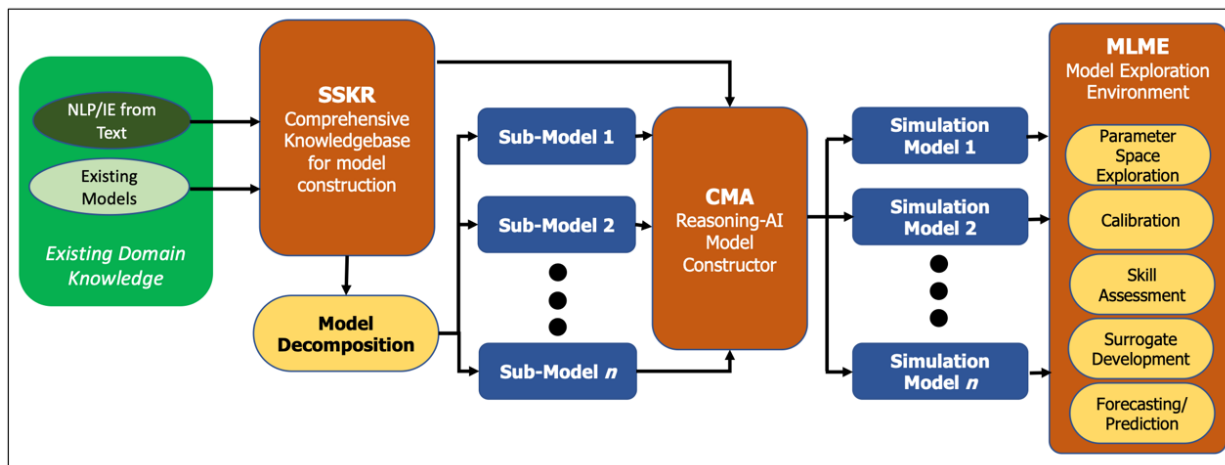 NLP/IE from
Text
Existing
Models
Existing Domain
Knowledge
SSKR
Comprehensive
Knowledgebase
for model
construction
Model
Decomposition
Sub-Model 1
Sub-Model 2
Sub-Model n
CMA
Reasoning-AI
Model
Constructor
Simulation
Model 1
Simulation
Model 2
Simulation
Model n
MLME
Model Exploration
Environment
Parameter
Space
Exploration
Calibration
Skill
Assessment
Surrogate
Development
Forecasting/
Prediction